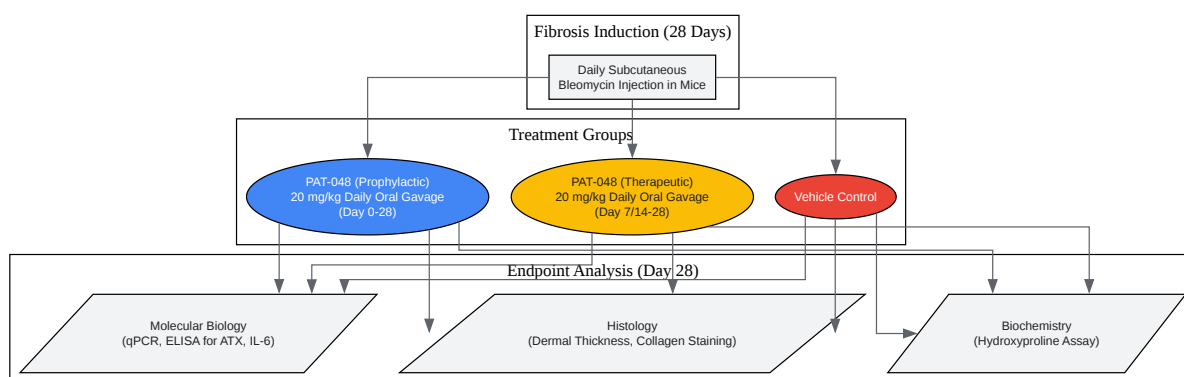 Fibrosis Induction (28 Days)
Daily Subcutaneous
Bleomycin Injection in Mice
Treatment Groups
PAT-048 (Prophylactic)
20 mg/kg Daily Oral Gavage
(Day 0-28)
PAT-048 (Therapeutic)
20 mg/kg Daily Oral Gavage
(Day 7/14-28)
Vehicle Control
Endpoint Analysis (Day 28)
Molecular Biology
(qPCR, ELISA for ATX, IL-6)
Histology
(Dermal Thickness, Collagen Staining)
Biochemistry
(Hydroxyproline Assay)